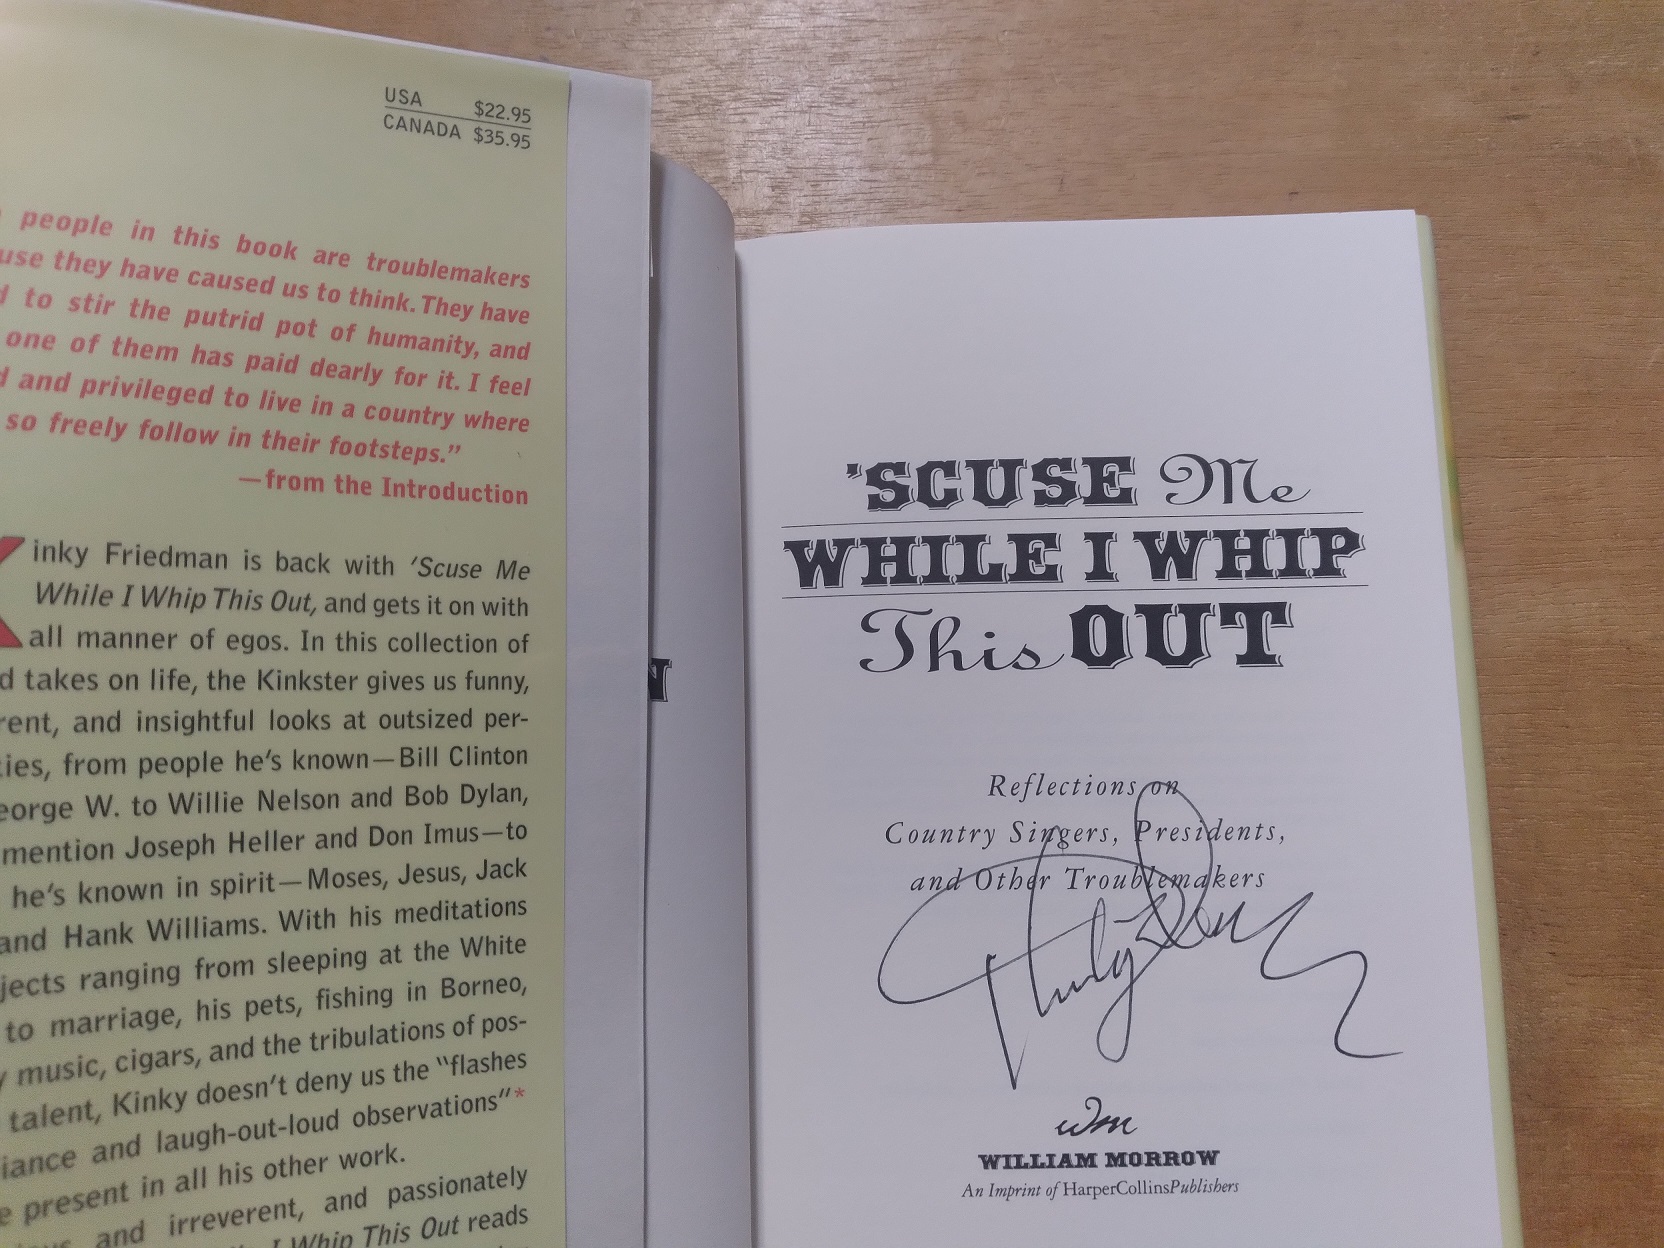 USA $22.95
CANADA $35.95
people in this book are troublemakers
use they have caused us to think. They have
d to stir the putrid pot of humanity, and
one of them has paid dearly for it. I feel
d and privileged to live in a country where
so freely follow in their footsteps.”
—from the Introduction
Kinky Friedman is back with ’Scuse Me
While I Whip This Out, and gets it on with
all manner of egos. In this collection of
d takes on life, the Kinkster gives us funny,
rent, and insightful looks at outsized per-
ties, from people he’s known—Bill Clinton
eorge W. to Willie Nelson and Bob Dylan,
mention Joseph Heller and Don Imus—to
he’s known in spirit—Moses, Jesus, Jack
and Hank Williams. With his meditations
jects ranging from sleeping at the White
to marriage, his pets, fishing in Borneo,
y music, cigars, and the tribulations of pos-
talent, Kinky doesn’t deny us the “flashes
iance and laugh-out-loud observations”*
e present in all his other work.
and irreverent, and passionately
I Whip This Out reads
N
’SCUSE Me
WHILE I WHIP
This OUT
Reflections on
Country Singers, Presidents,
and Other Troublemakers
wm
WILLIAM MORROW
An Imprint of HarperCollinsPublishers